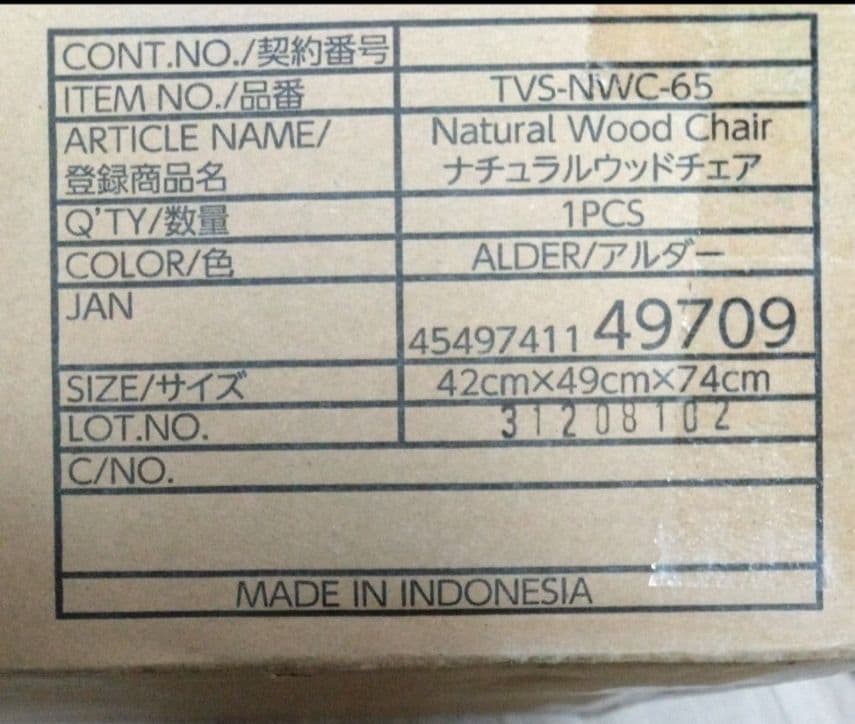 CONT.NO./契約番号
ITEM NO./品番 TVS-NWC-65
ARTICLE NAME/ Natural Wood Chair
登録商品名 ナチュラルウッドチェア
Q'TY/数量 1PCS
COLOR/色 ALDER/アルダー
JAN 45497411 49709
SIZE/サイズ 42cm×49cm×74cm
LOT.NO. 31208102
C/NO.
MADE IN INDONESIA